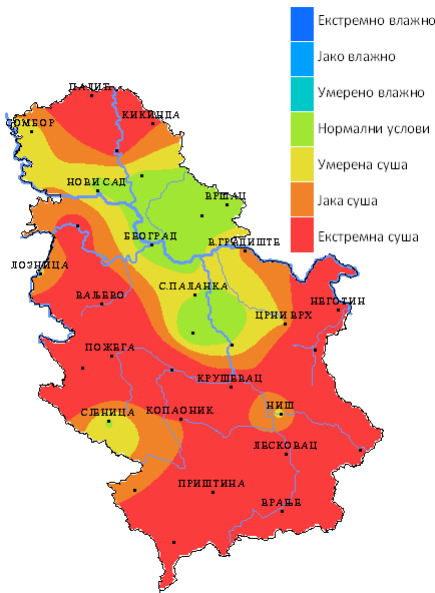 Екстремно влажно
Јако влажно
Умерено влажно
Нормални услови
Умерена суша
Јака суша
Екстремна суша
ПАЛИЋ
СОМБОР
КИКИНДА
НОВИ САД
ВРШАЦ
БЕОГРАД
В.ГРАДИШТЕ
ЛОЗНИЦА
С.ПАЛАНКА
ВАЉЕВО
НЕГОТИН
ЦРНИ ВРХ
ПОЖЕГА
КРУШЕВАЦ
СЈЕНИЦА
КОПАОНИК
НИШ
ЛЕСКОВАЦ
ПРИШТИНА
ВРАЊЕ